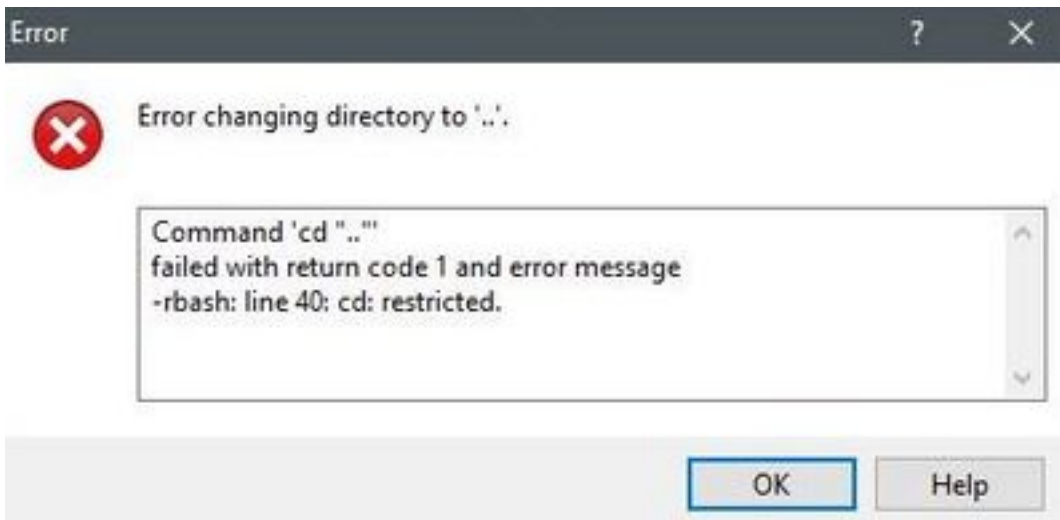 Error
Error changing directory to '..'.
Command 'cd ".."'
failed with return code 1 and error message
-rbash: line 40: cd: restricted.
OK
Help